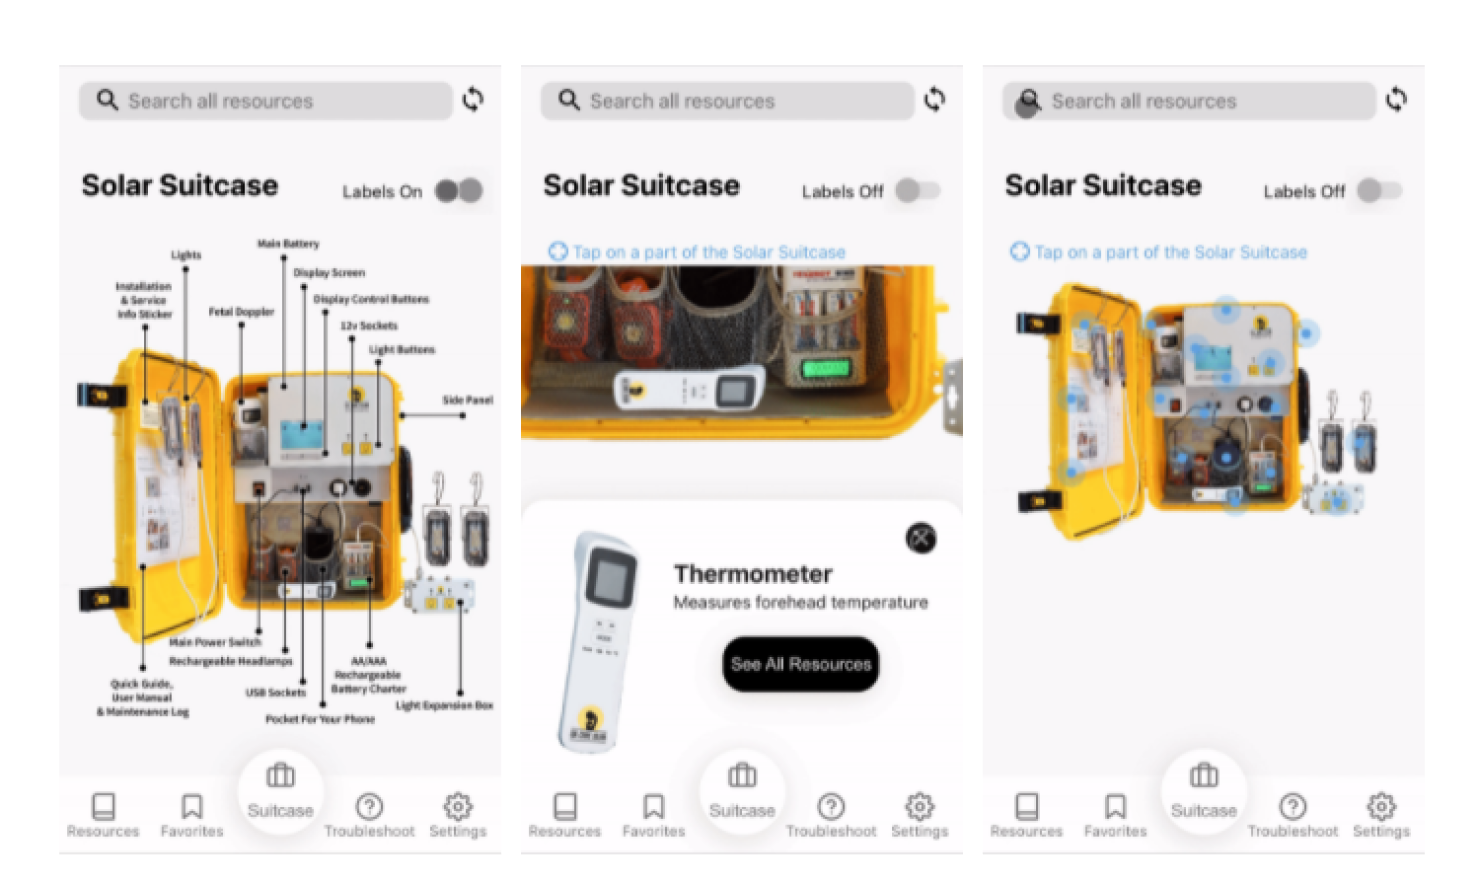 Search all resources
Solar Suitcase
Labels On
Main Battery
Lights
Display Screen
Installation
& Service
Info Sticker
Display Control Buttons
Fetal Doppler
12v Sockets
Light Buttons
Side Panel
Main Power Switch
Rechargeable Headlamps
AA/AAA
Rechargeable
Battery Charter
Quick Guide,
User Manual
& Maintenance Log
USB Sockets
Light Expansion Box
Pocket For Your Phone
Resources
Favorites
Suitcase
Troubleshoot
Settings
Search all resources
Solar Suitcase
Labels Off
Tap on a part of the Solar Suitcase
Thermometer
Measures forehead temperature
See All Resources
Resources
Favorites
Suitcase
Troubleshoot
Settings
Search all resources
Solar Suitcase
Labels Off
Tap on a part of the Solar Suitcase
Resources
Favorites
Suitcase
Troubleshoot
Settings